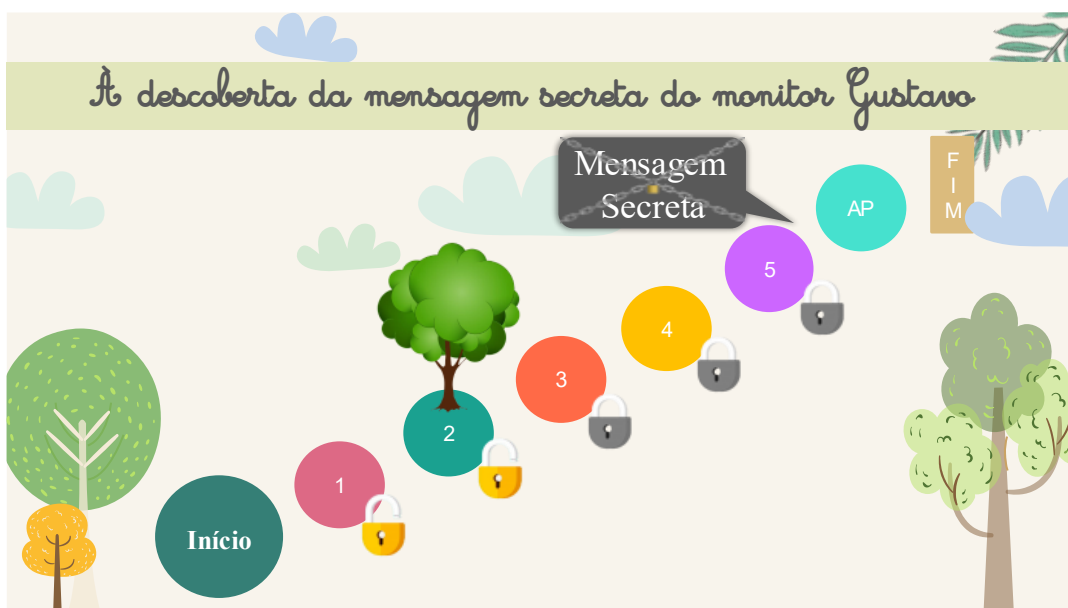 À descoberta da mensagem secreta do monitor Gustavo
Mensagem
Secreta
F
I
M
AP
5
4
3
2
1
Início